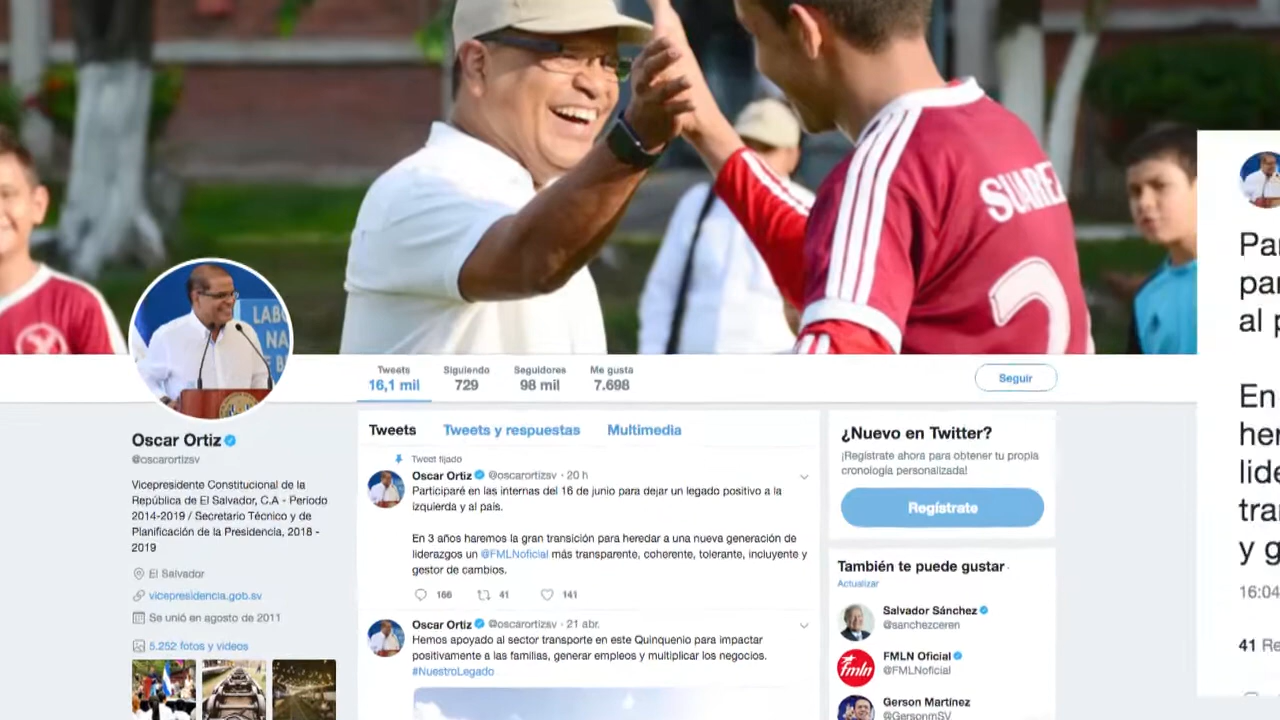 SUAREZ
2
LABO
NA
E B
Tweets
16,1 mil
Siguiendo
729
Seguidores
98 mil
Me gusta
7.698
Seguir
Oscar Ortiz
@oscarortizsv
Vicepresidente Constitucional de la
República de El Salvador, C.A - Periodo
2014-2019 / Secretario Técnico y de
Planificación de la Presidencia, 2018 -
2019
El Salvador
vicepresidencia.gob.sv
Se unió en agosto de 2011
5.252 fotos y videos
Tweets Tweets y respuestas Multimedia
Tweet fijado
Oscar Ortiz @oscarortizsv · 20 h
Participaré en las internas del 16 de junio para dejar un legado positivo a la
izquierda y al país.
En 3 años haremos la gran transición para heredar a una nueva generación de
liderazgos un @FMLNoficial más transparente, coherente, tolerante, incluyente y
gestor de cambios.
166 41 141
Oscar Ortiz @oscarortizsv · 21 abr.
Hemos apoyado al sector transporte en este Quinquenio para impactar
positivamente a las familias, generar empleos y multiplicar los negocios.
#NuestroLegado
¿Nuevo en Twitter?
¡Regístrate ahora para obtener tu propia
cronología personalizada!
Regístrate
También te puede gustar ·
Actualizar
Salvador Sánchez
@sanchezceren
fmln
FMLN Oficial
@FMLNoficial
Gerson Martínez
@GersonmSV
Par
par
al p
En
her
lide
tran
y g
16:04
41 Re